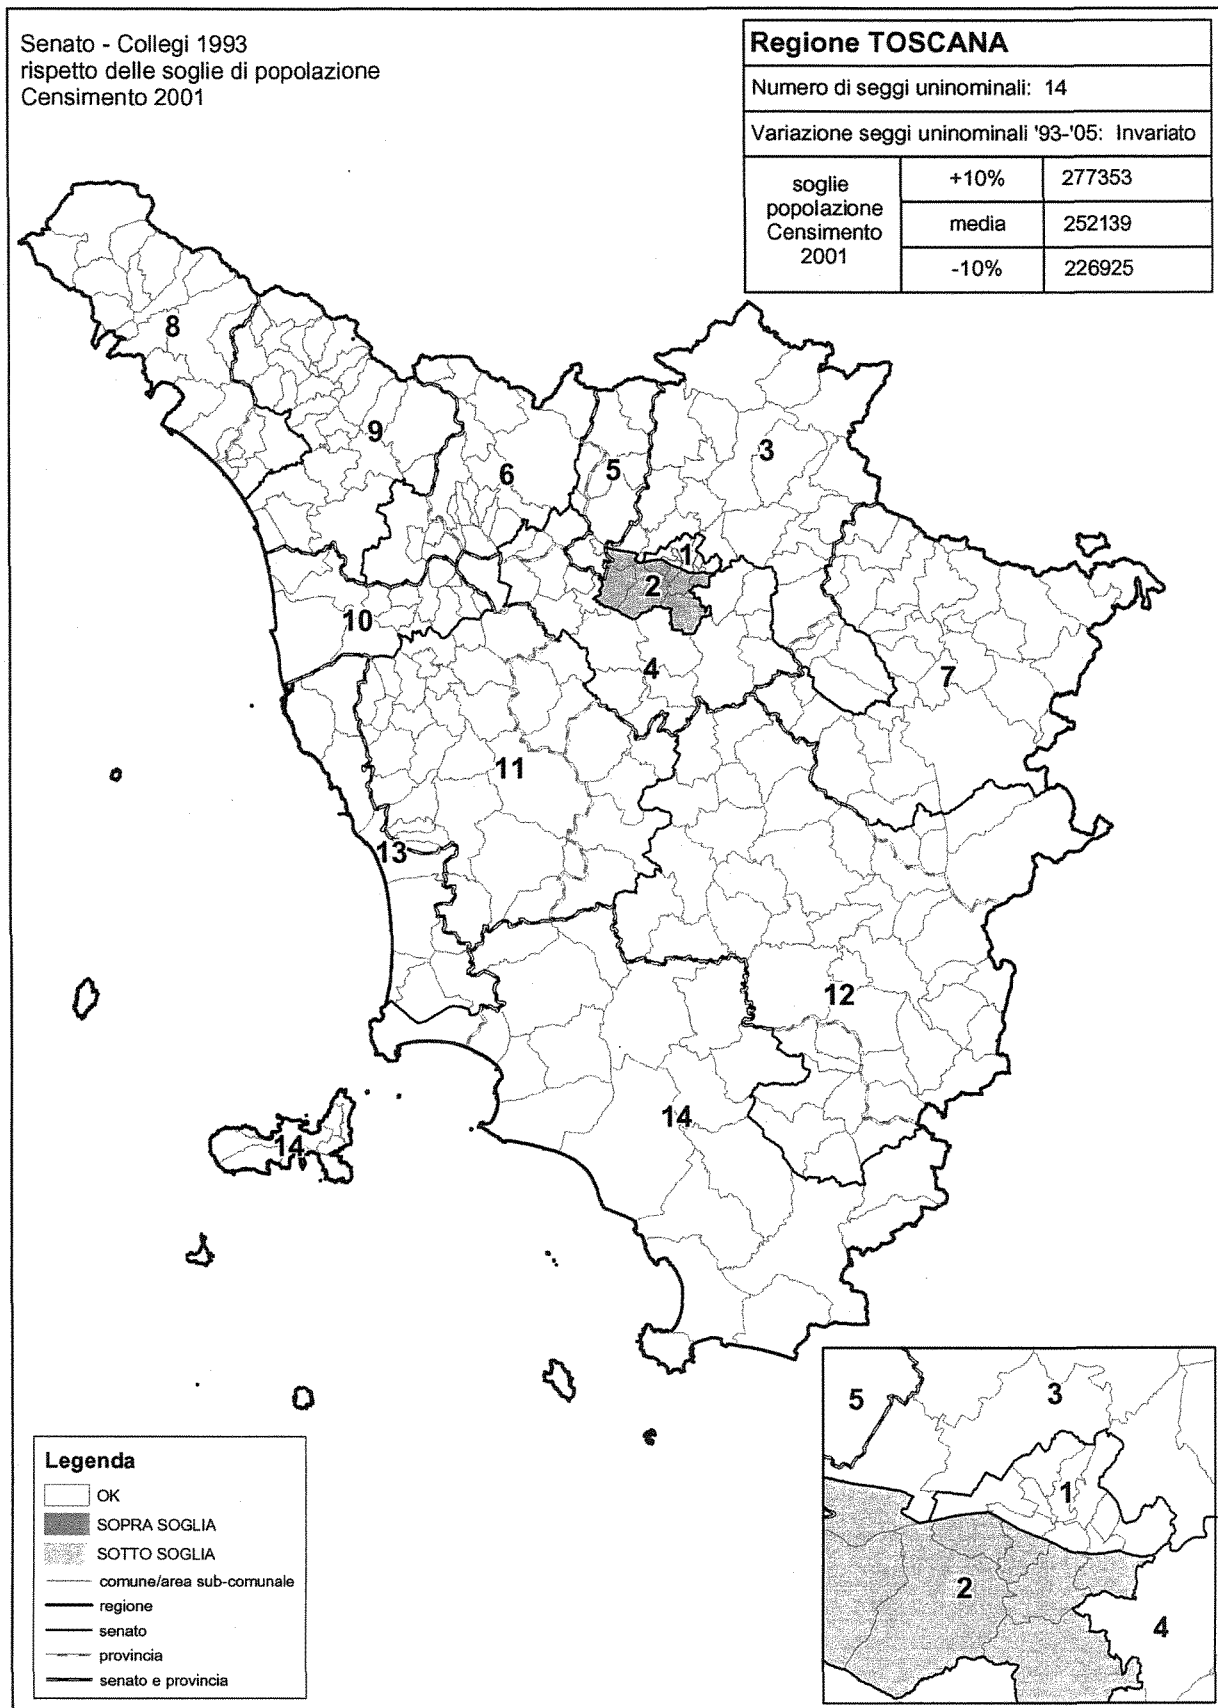 Senato - Collegi 1993
rispetto delle soglie di popolazione
Censimento 2001
Regione TOSCANA
Numero di seggi uninominali: 14
Variazione seggi uninominali '93-'05: Invariato
soglie
popolazione
Censimento
2001
+10% 277353
media 252139
-10% 226925
8
9
6
5
3
1
2
10
4
7
11
13
12
14
14
5
3
1
2
4
Legenda
OK
SOPRA SOGLIA
SOTTO SOGLIA
comune/area sub-comunale
regione
senato
provincia
senato e provincia